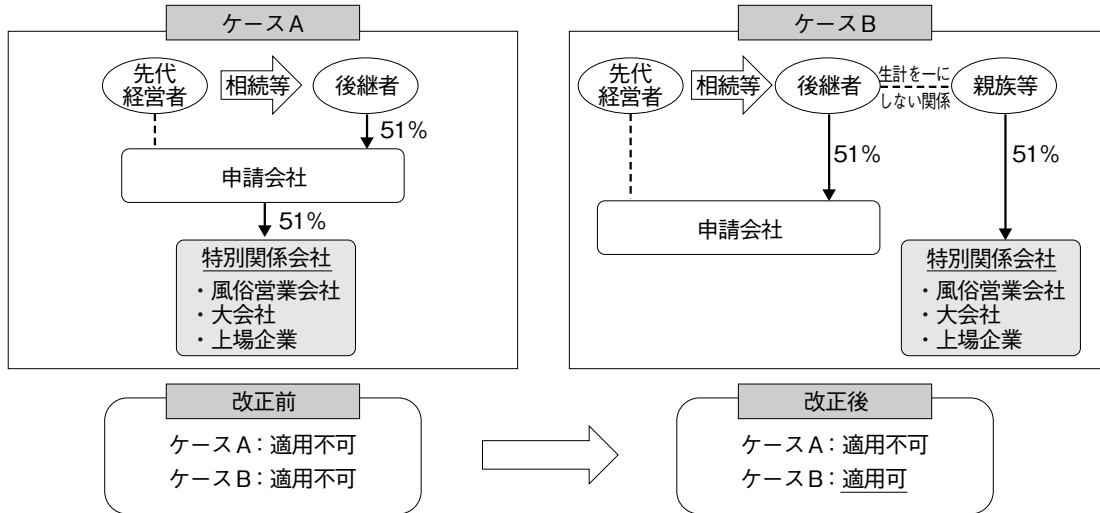 ケースA
先代
経営者
相続等
後継者
51%
申請会社
51%
特別関係会社
・風俗営業会社
・大会社
・上場企業
ケースB
先代
経営者
相続等
後継者
生計を一に
しない関係
親族等
51%
51%
申請会社
特別関係会社
・風俗営業会社
・大会社
・上場企業
改正前
ケースA：適用不可
ケースB：適用不可
改正後
ケースA：適用不可
ケースB：適用可